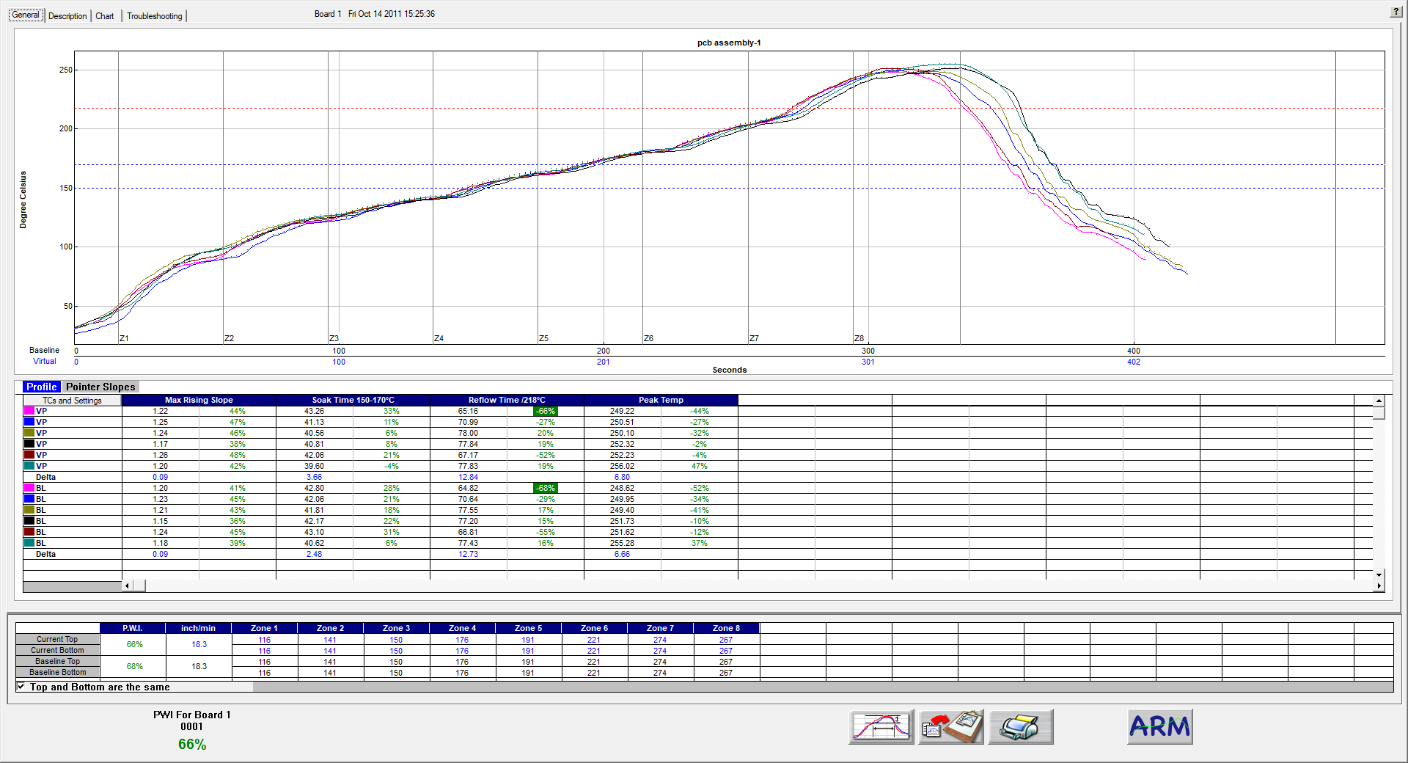 General Description Chart Troubleshooting Board 1 Fri Oct 14 2011 15:25:36 ?
pcb assembly-1
Degree Celsius
250
200
150
100
50
Z1 Z2 Z3 Z4 Z5 Z6 Z7 Z8
Baseline 0 100 200 300 400
Virtual 0 100 201 301 402
Seconds
Profile Pointer Slopes
TCs and Settings Max Rising Slope Soak Time 150-170°C Reflow Time /218°C Peak Temp
VP 1.22 44% 43.26 33% 65.16 -66% 249.22 -44%
VP 1.25 47% 41.13 11% 70.99 -27% 250.51 -27%
VP 1.24 46% 40.56 6% 78.00 20% 250.10 -32%
VP 1.17 38% 40.81 8% 77.84 19% 252.32 -2%
VP 1.26 48% 42.06 21% 67.17 -52% 252.23 -4%
VP 1.20 42% 39.60 -4% 77.83 19% 256.02 47%
Delta 0.09 3.66 12.84 6.80
BL 1.20 41% 42.80 28% 64.82 -68% 248.62 -52%
BL 1.23 45% 42.06 21% 70.64 -29% 249.95 -34%
BL 1.21 43% 41.81 18% 77.55 17% 249.40 -41%
BL 1.15 36% 42.17 22% 77.20 15% 251.73 -10%
BL 1.24 45% 43.10 31% 66.81 -55% 251.62 -12%
BL 1.18 39% 40.62 6% 77.43 16% 255.28 37%
Delta 0.09 2.48 12.73 6.66
P.W.I. inch/min Zone 1 Zone 2 Zone 3 Zone 4 Zone 5 Zone 6 Zone 7 Zone 8
Current Top 66% 18.3 116 141 150 176 191 221 274 267
Current Bottom 116 141 150 176 191 221 274 267
Baseline Top 68% 18.3 116 141 150 176 191 221 274 267
Baseline Bottom 116 141 150 176 191 221 274 267
Top and Bottom are the same
PWI For Board 1
0001
66%
ARM